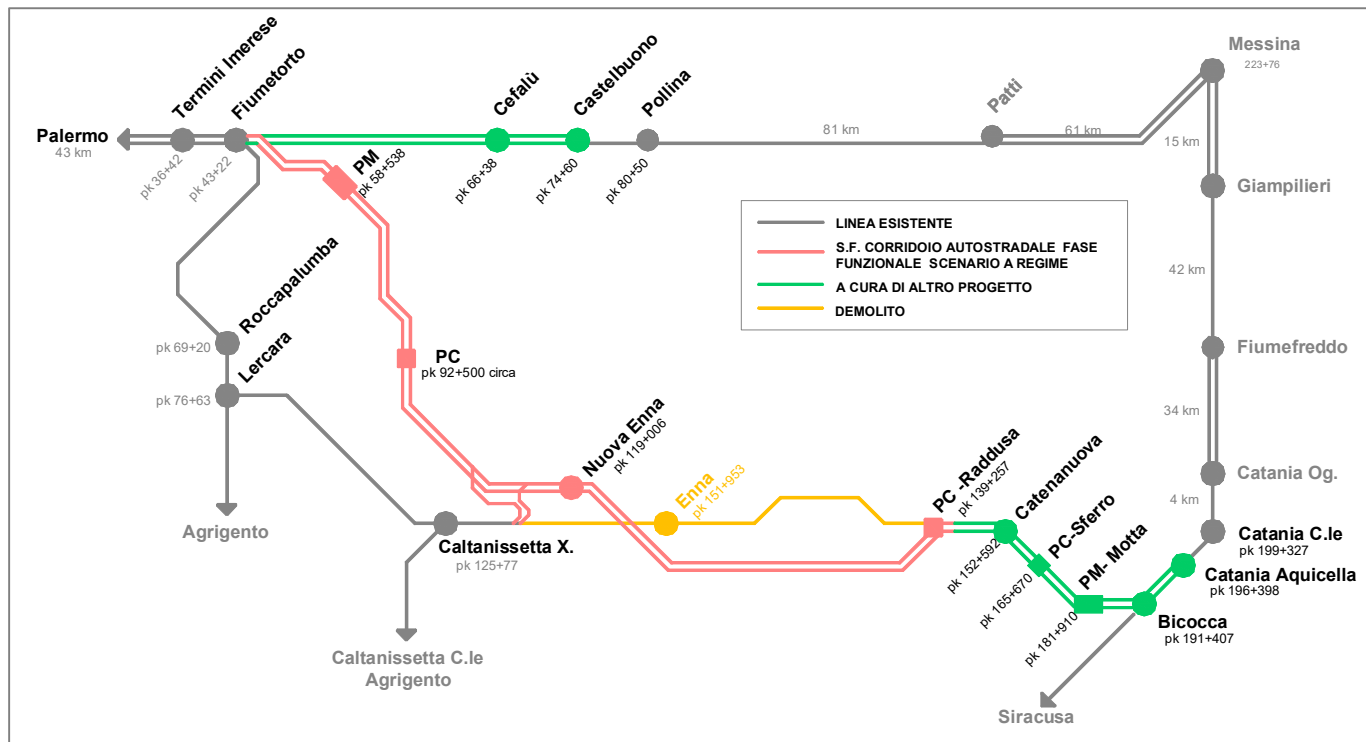 Messina
223+76
Termini Imerese
pk 36+42
Fiumetorto
pk 43+22
Cefalù
pk 66+38
Castelbuono
pk 74+60
Pollina
pk 80+50
Patti
Palermo
43 km
81 km
61 km
15 km
PM
pk 58+538
Giampilieri
LINEA ESISTENTE
S.F. CORRIDOIO AUTOSTRADALE FASE
FUNZIONALE SCENARIO A REGIME
A CURA DI ALTRO PROGETTO
DEMOLITO
42 km
Roccapalumba
pk 69+20
Lercara
pk 76+63
PC
pk 92+500 circa
Fiumefreddo
34 km
Nuova Enna
pk 119+006
Enna
pk 151+953
PC -Raddusa
pk 139+257
Catenanuova
pk 152+592
PC-Sferro
pk 165+670
PM- Motta
pk 181+910
Catania Og.
4 km
Agrigento
Caltanissetta X.
pk 125+77
Catania C.le
pk 199+327
Catania Aquicella
pk 196+398
Bicocca
pk 191+407
Caltanissetta C.le
Agrigento
Siracusa